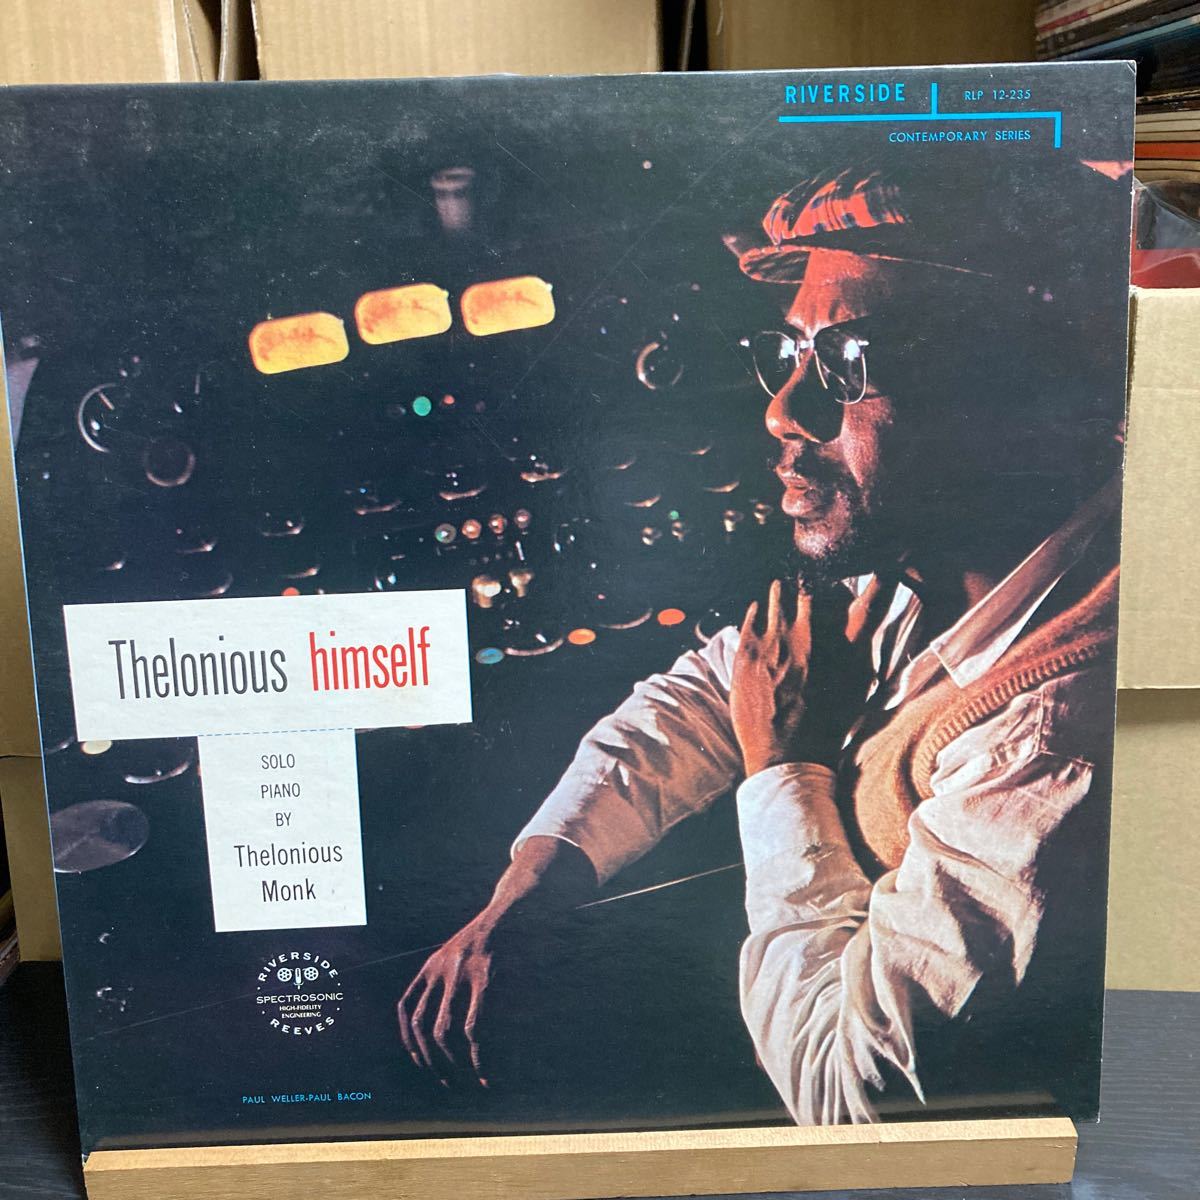 RIVERSIDE
RLP 12-235
CONTEMPORARY SERIES
Thelonious himself
SOLO
PIANO
BY
Thelonious
Monk
RIVERSIDE
SPECTROSONIC
HIGH-FIDELITY
ENGINEERING
REEVES
PAUL WELLER-PAUL BACON